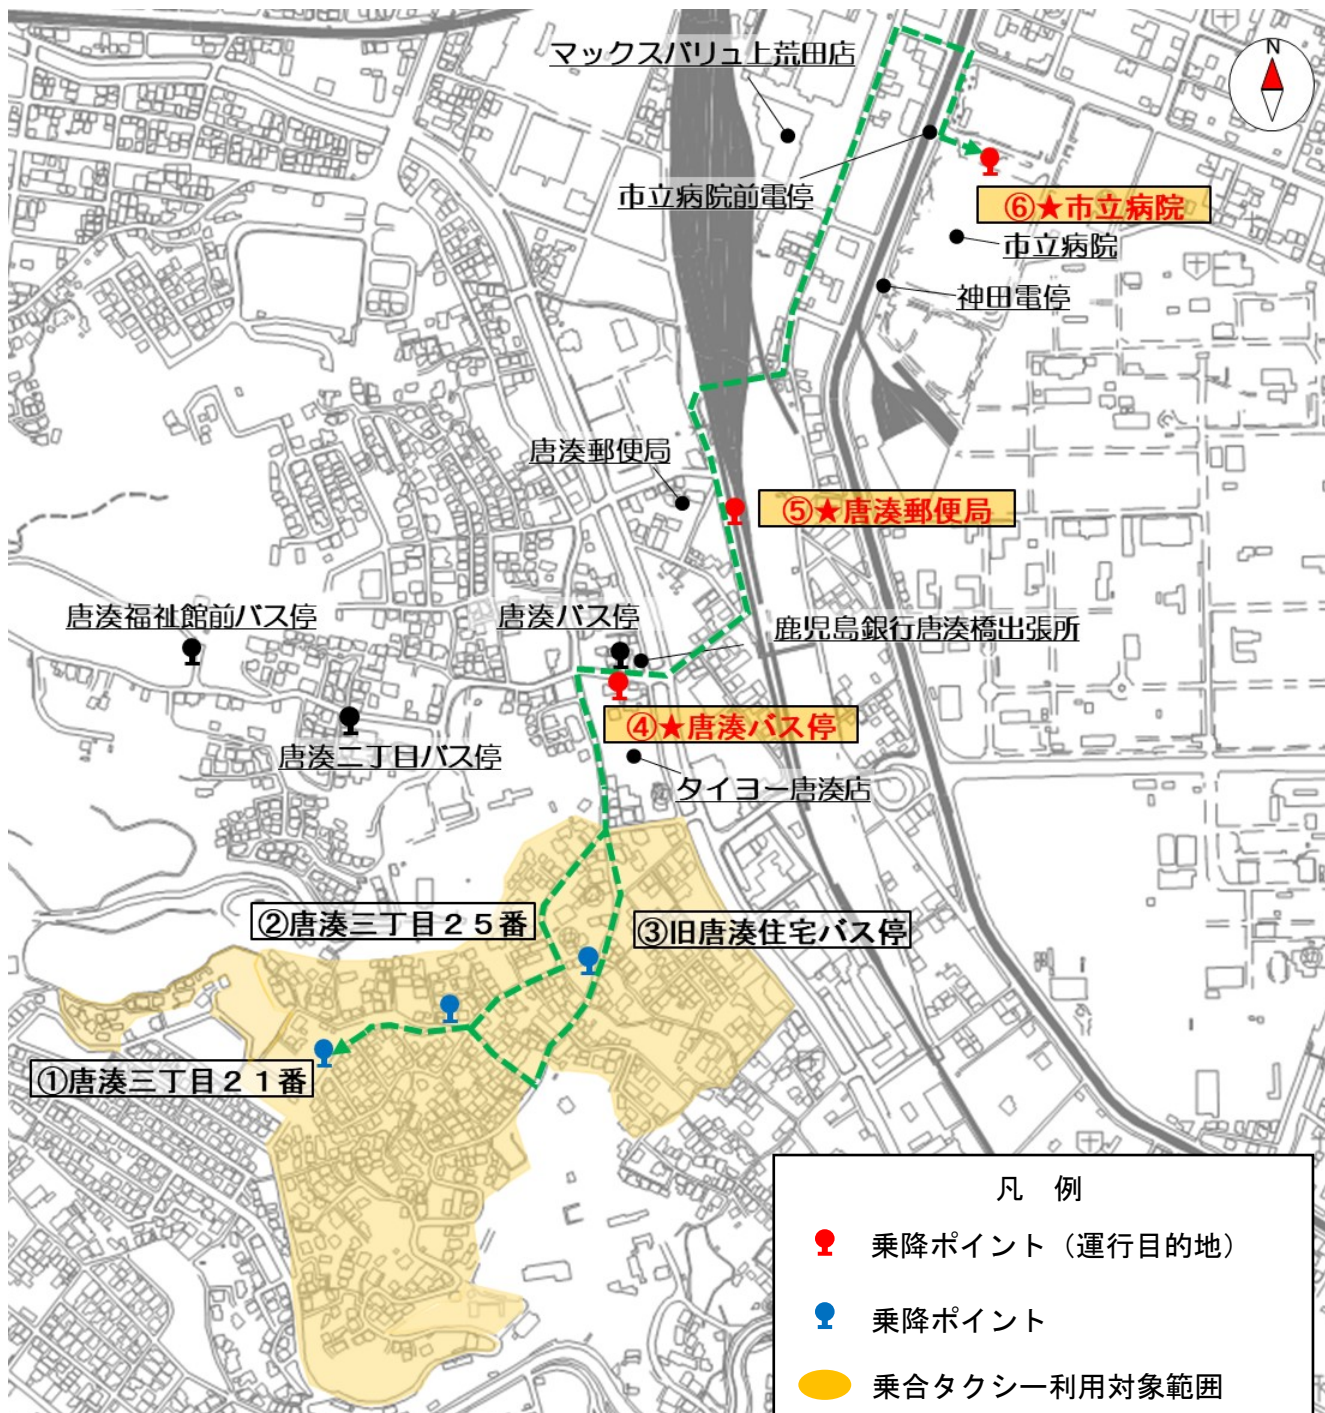 マックスバリュ上荒田店
N
市立病院前電停
⑥★市立病院
市立病院
神田電停
唐湊郵便局
⑤★唐湊郵便局
唐湊福祉館前バス停
唐湊バス停
鹿児島銀行唐湊橋出張所
④★唐湊バス停
唐湊二丁目バス停
タイヨー唐湊店
②唐湊三丁目２５番
③旧唐湊住宅バス停
①唐湊三丁目２１番
凡　例
乗降ポイント（運行目的地）
乗降ポイント
乗合タクシー利用対象範囲